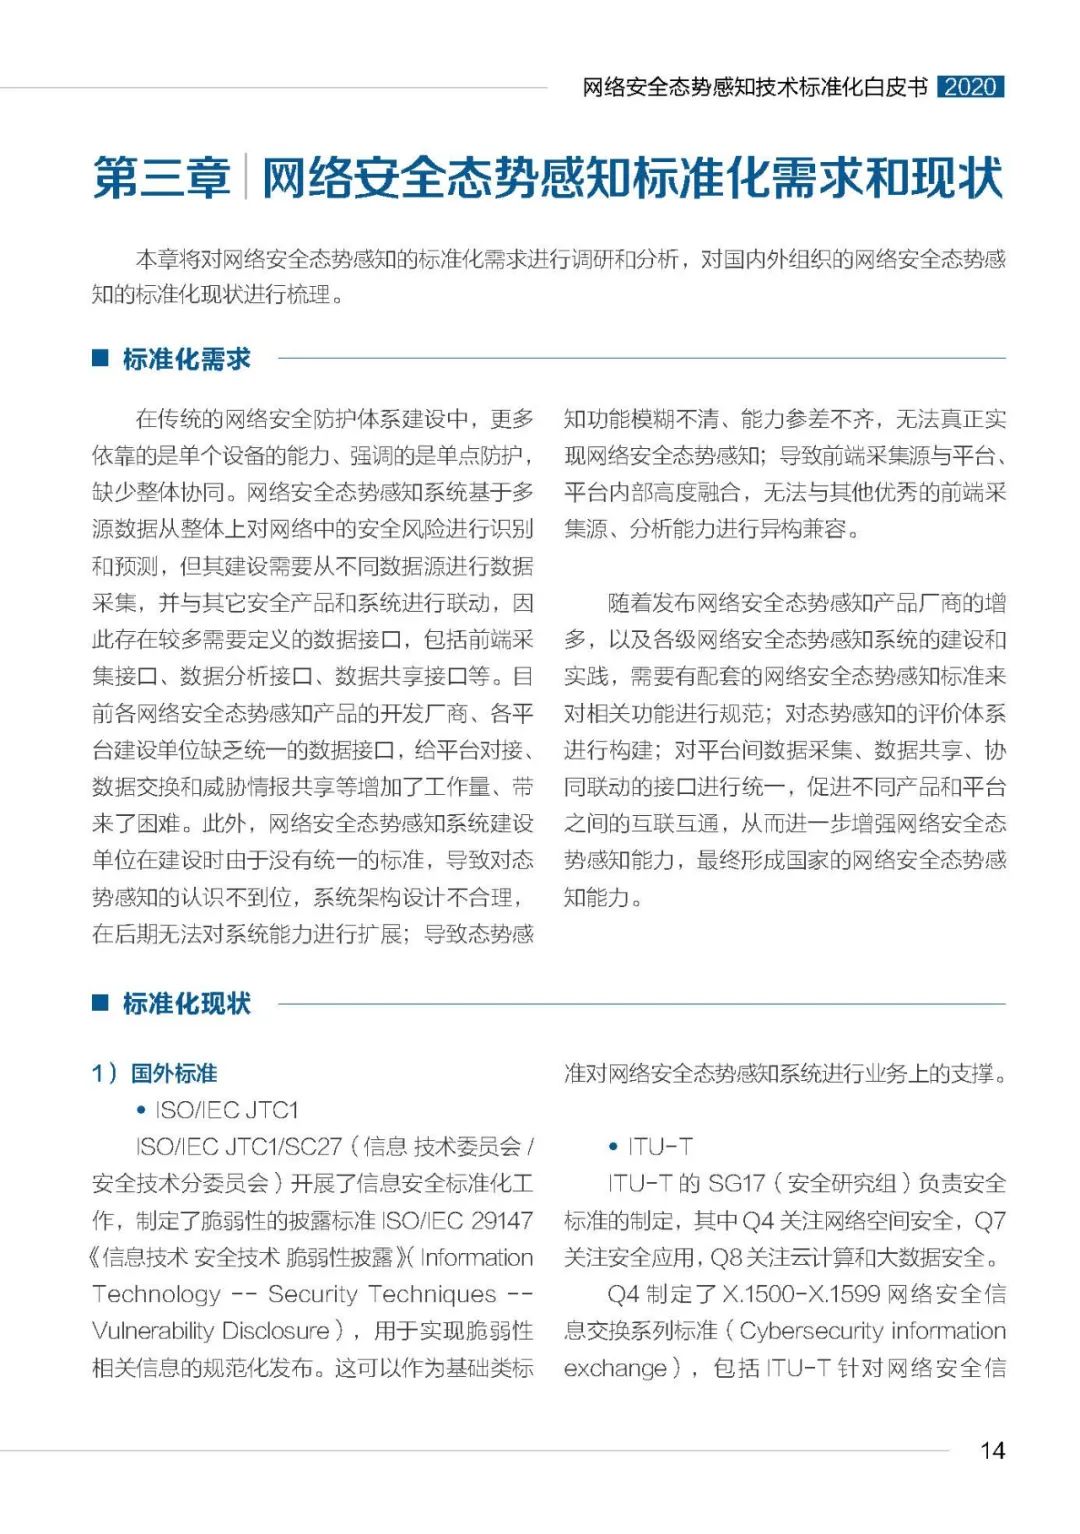 网络安全态势感知技术标准化白皮书 2020
第三章 网络安全态势感知标准化需求和现状
本章将对网络安全态势感知的标准化需求进行调研和分析，对国内外组织的网络安全态势感
知的标准化现状进行梳理。
标准化需求
在传统的网络安全防护体系建设中，更多
依靠的是单个设备的能力、强调的是单点防护，
缺少整体协同。网络安全态势感知系统基于多
源数据从整体上对网络中的安全风险进行识别
和预测，但其建设需要从不同数据源进行数据
采集，并与其它安全产品和系统进行联动，因
此存在较多需要定义的数据接口，包括前端采
集接口、数据分析接口、数据共享接口等。目
前各网络安全态势感知产品的开发厂商、各平
台建设单位缺乏统一的数据接口，给平台对接、
数据交换和威胁情报共享等增加了工作量、带
来了困难。此外，网络安全态势感知系统建设
单位在建设时由于没有统一的标准，导致对态
势感知的认识不到位，系统架构设计不合理，
在后期无法对系统能力进行扩展；导致态势感
知功能模糊不清、能力参差不齐，无法真正实
现网络安全态势感知；导致前端采集源与平台、
平台内部高度融合，无法与其他优秀的前端采
集源、分析能力进行异构兼容。
随着发布网络安全态势感知产品厂商的增
多，以及各级网络安全态势感知系统的建设和
实践，需要有配套的网络安全态势感知标准来
对相关功能进行规范；对态势感知的评价体系
进行构建；对平台间数据采集、数据共享、协
同联动的接口进行统一，促进不同产品和平台
之间的互联互通，从而进一步增强网络安全态
势感知能力，最终形成国家的网络安全态势感
知能力。
标准化现状
1）国外标准
• ISO/IEC JTC1
ISO/IEC JTC1/SC27（信息 技术委员会 /
安全技术分委员会）开展了信息安全标准化工
作，制定了脆弱性的披露标准 ISO/IEC 29147
《信息技术 安全技术 脆弱性披露》（Information
Technology -- Security Techniques --
Vulnerability Disclosure），用于实现脆弱性
相关信息的规范化发布。这可以作为基础类标
准对网络安全态势感知系统进行业务上的支撑。
• ITU-T
ITU-T 的 SG17（安全研究组）负责安全
标准的制定，其中 Q4 关注网络空间安全，Q7
关注安全应用，Q8 关注云计算和大数据安全。
Q4 制定了 X.1500-X.1599 网络安全信
息交换系列标准（Cybersecurity information
exchange），包括 ITU-T 针对网络安全信
14